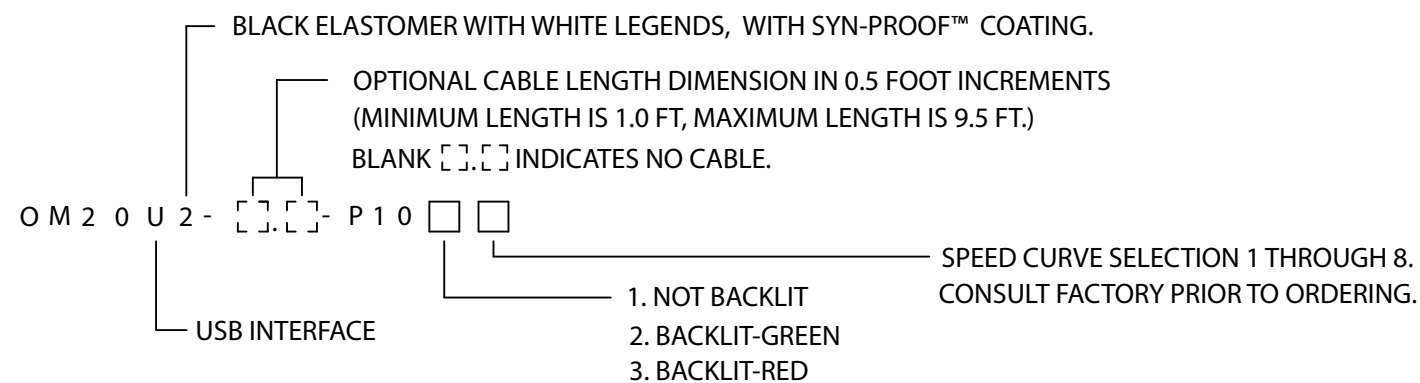 BLACK ELASTOMER WITH WHITE LEGENDS, WITH SYN-PROOF™ COATING.
OPTIONAL CABLE LENGTH DIMENSION IN 0.5 FOOT INCREMENTS
(MINIMUM LENGTH IS 1.0 FT, MAXIMUM LENGTH IS 9.5 FT.)
BLANK [ ].[ ] INDICATES NO CABLE.
O M 2 0 U 2 - [ ].[ ]- P 1 0 □ □
SPEED CURVE SELECTION 1 THROUGH 8.
CONSULT FACTORY PRIOR TO ORDERING.
1. NOT BACKLIT
2. BACKLIT-GREEN
3. BACKLIT-RED
USB INTERFACE